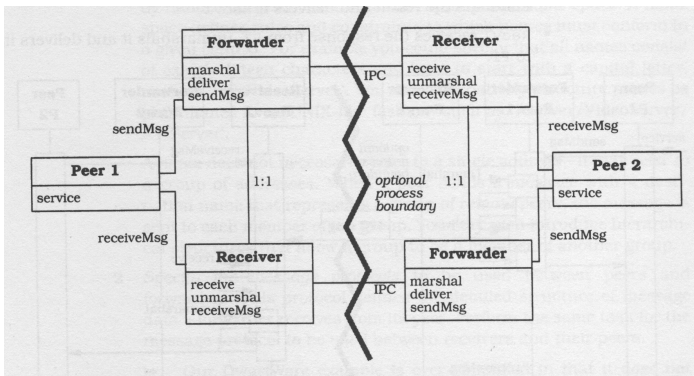 Forwarder
marshal
deliver
sendMsg
Receiver
receive
unmarshal
receiveMsg
IPC
sendMsg
receiveMsg
Peer 1
service
1:1
optional
process
boundary
1:1
Peer 2
service
receiveMsg
sendMsg
Receiver
receive
unmarshal
receiveMsg
IPC
Forwarder
marshal
deliver
sendMsg